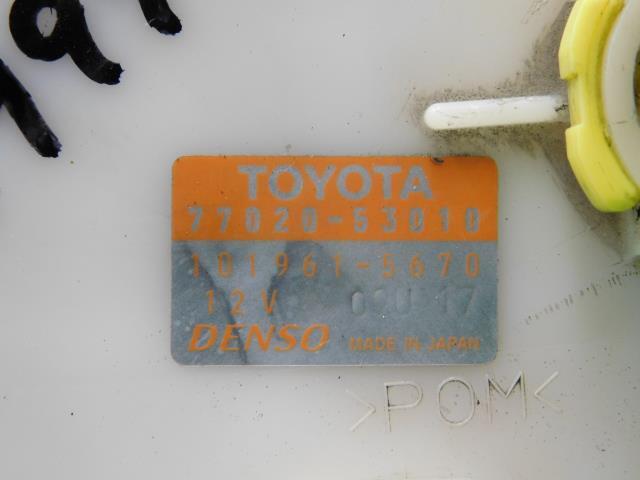 TOYOTA
77020-53010
101961-5670
12V
DENSO MADE IN JAPAN
>POM<